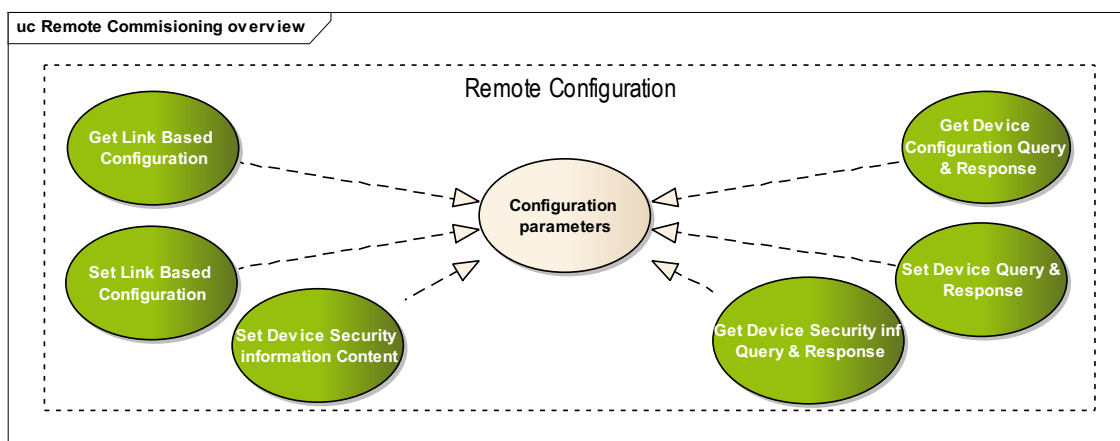 uc Remote Commisioning overview
Remote Configuration
Get Link Based
Configuration
Get Device
Configuration Query
& Response
Configuration
parameters
Set Link Based
Configuration
Set Device Query &
Response
Set Device Security
information Content
Get Device Security inf
Query & Response